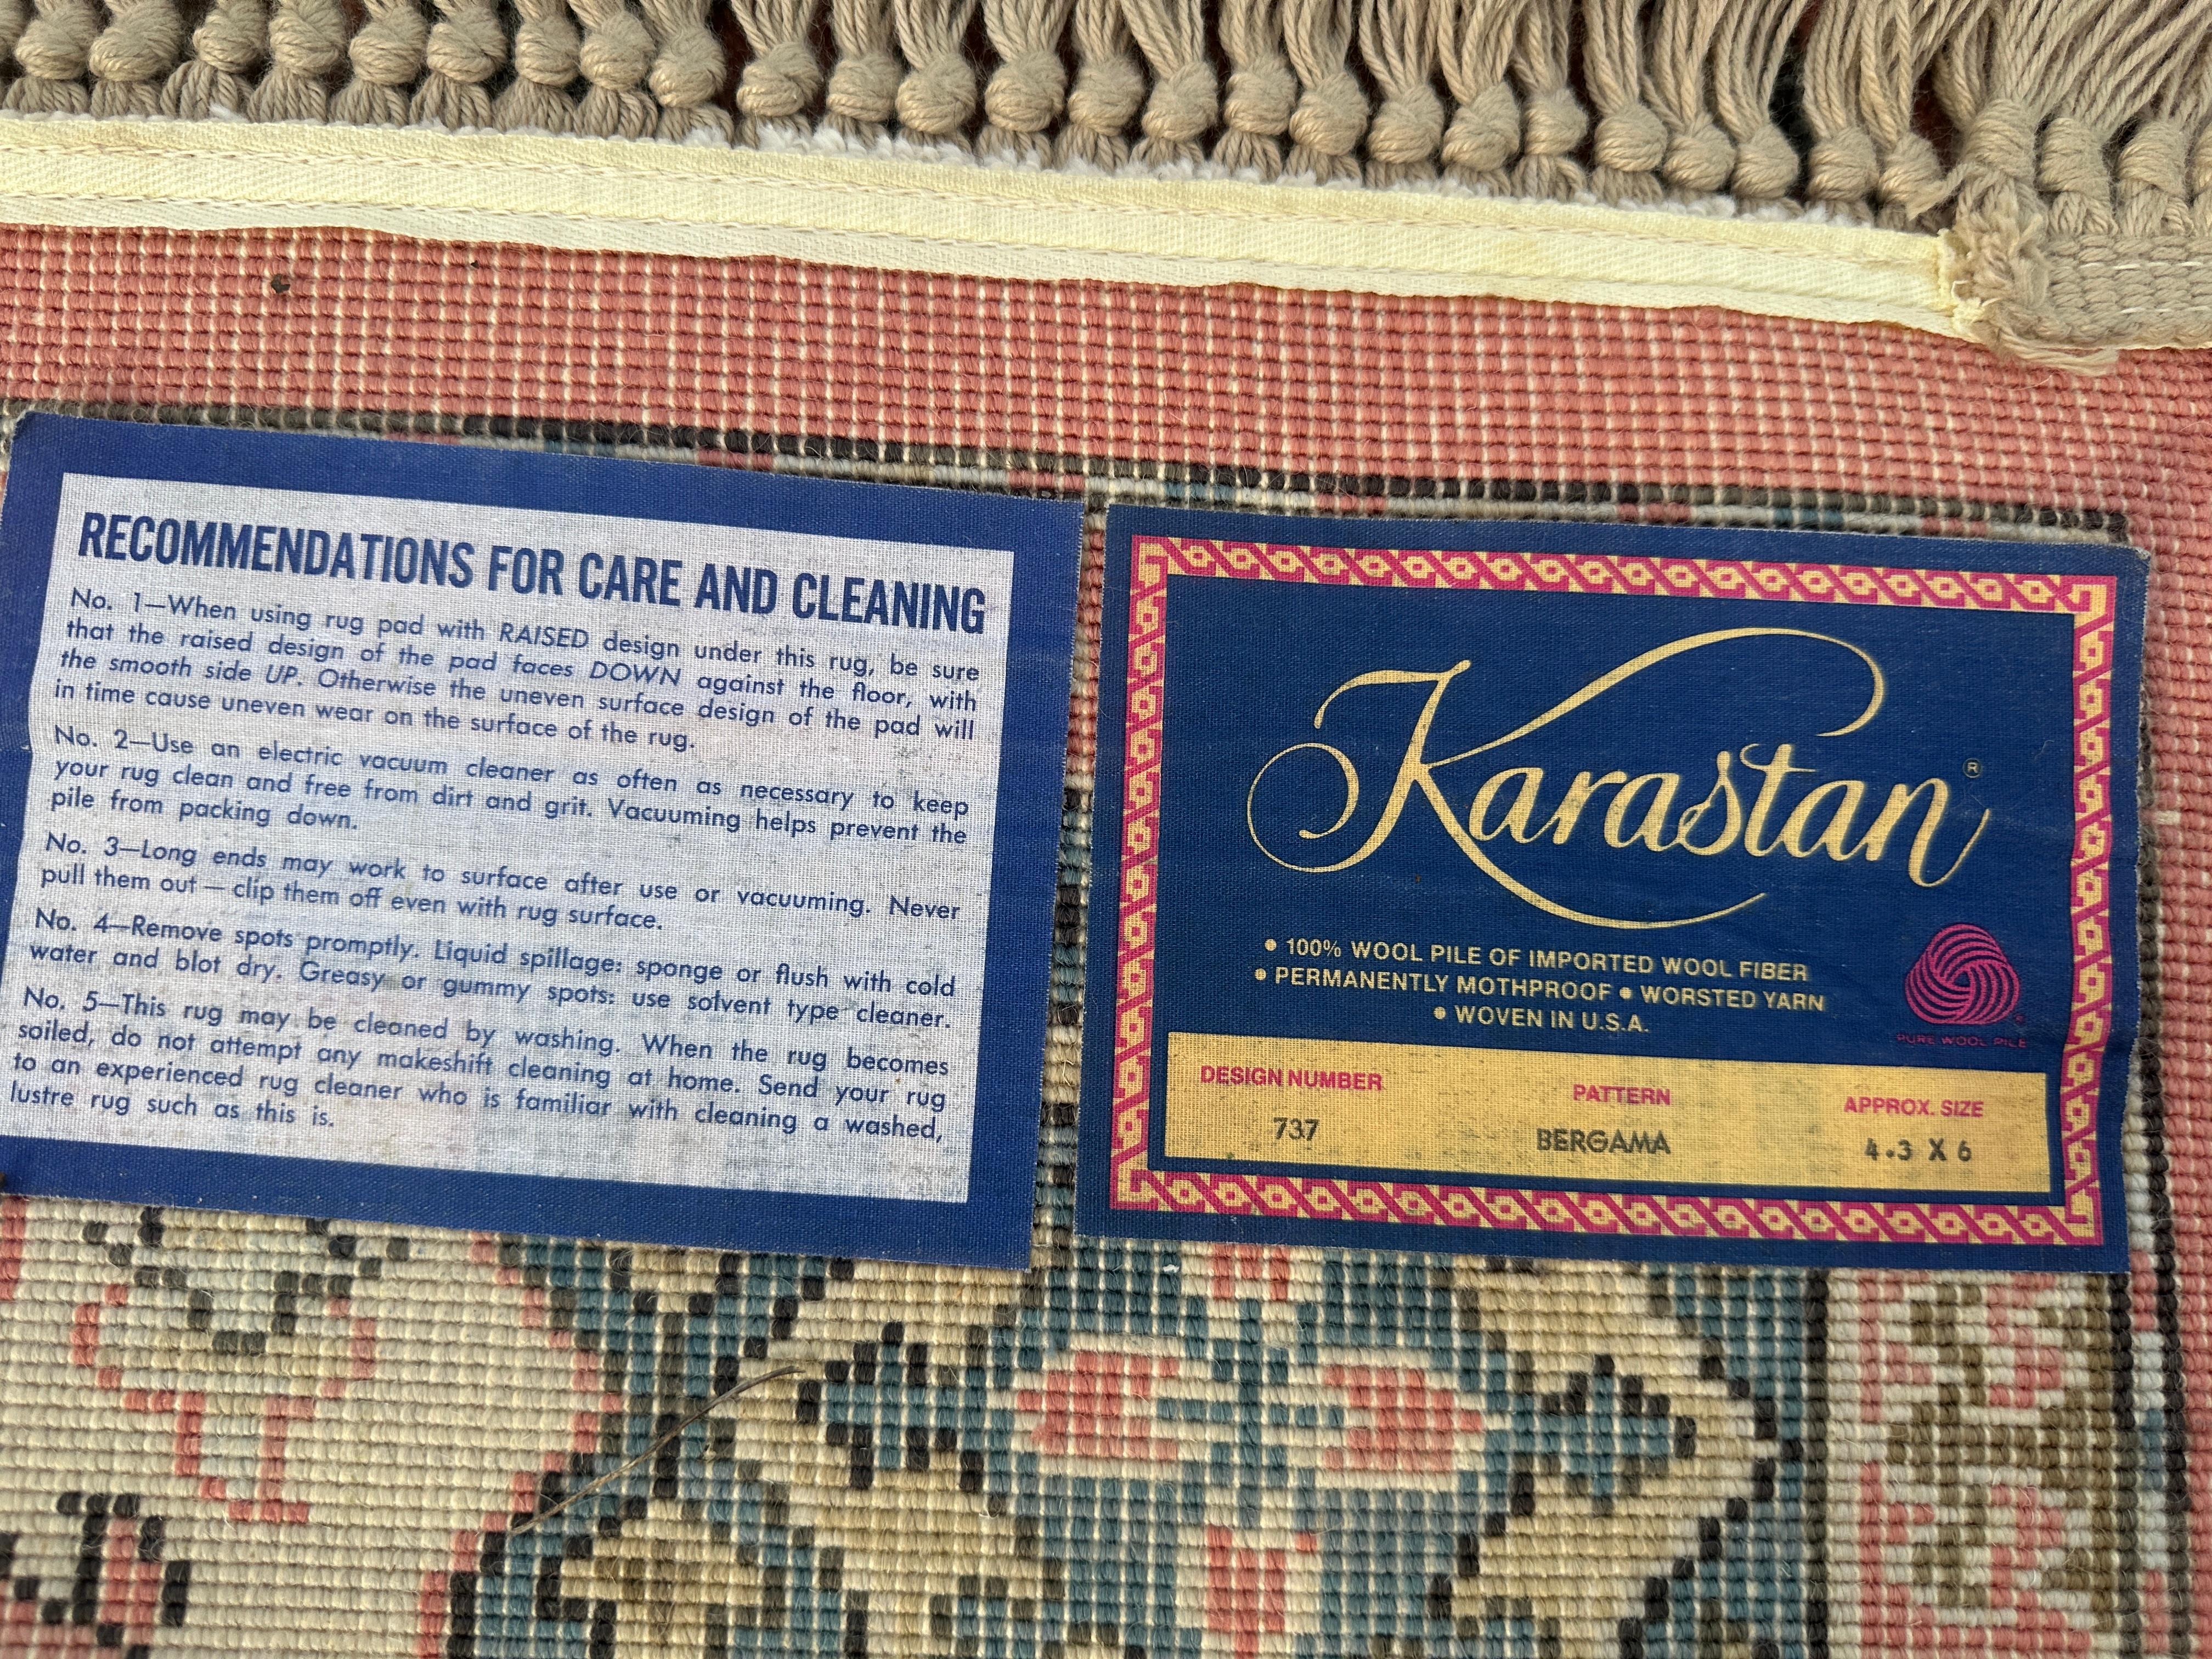 RECOMMENDATIONS FOR CARE AND CLEANING
No. 1—When using rug pad with RAISED design under this rug, be sure
that the raised design of the pad faces DOWN against the floor, with
the smooth side UP. Otherwise the uneven surface design of the pad will
in time cause uneven wear on the surface of the rug.
No. 2—Use an electric vacuum cleaner as often as necessary to keep
your rug clean and free from dirt and grit. Vacuuming helps prevent the
pile from packing down.
No. 3—Long ends may work to surface after use or vacuuming. Never
pull them out — clip them off even with rug surface.
No. 4—Remove spots promptly. Liquid spillage: sponge or flush with cold
water and blot dry. Greasy or gummy spots: use solvent type cleaner.
No. 5—This rug may be cleaned by washing. When the rug becomes
soiled, do not attempt any makeshift cleaning at home. Send your rug
to an experienced rug cleaner who is familiar with cleaning a washed,
lustre rug such as this is.
Karastan®
• 100% WOOL PILE OF IMPORTED WOOL FIBER
• PERMANENTLY MOTHPROOF • WORSTED YARN
• WOVEN IN U.S.A.
PURE WOOL PILE
DESIGN NUMBER PATTERN APPROX. SIZE
737 BERGAMA 4.3 X 6